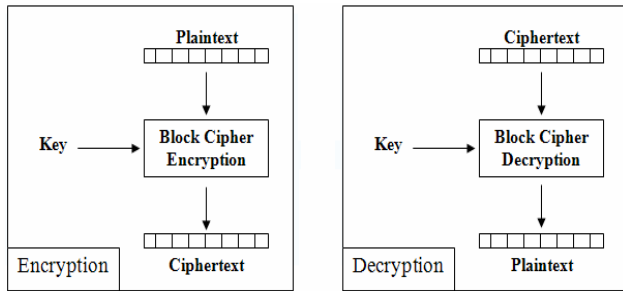 Plaintext
Key
Block Cipher
Encryption
Ciphertext
Encryption
Ciphertext
Key
Block Cipher
Decryption
Plaintext
Decryption